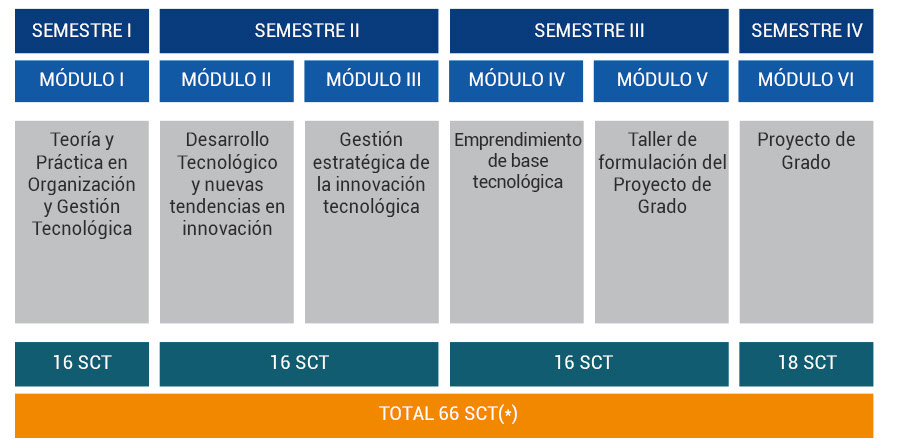 SEMESTRE I
SEMESTRE II
SEMESTRE III
SEMESTRE IV
MÓDULO I
MÓDULO II
MÓDULO III
MÓDULO IV
MÓDULO V
MÓDULO VI
Teoría y
Práctica en
Organización
y Gestión
Tecnológica
Desarrollo
Tecnológico
y nuevas
tendencias en
innovación
Gestión
estratégica de
la innovación
tecnológica
Emprendimiento
de base
tecnológica
Taller de
formulación del
Proyecto de
Grado
Proyecto de
Grado
16 SCT
16 SCT
16 SCT
18 SCT
TOTAL 66 SCT(*)